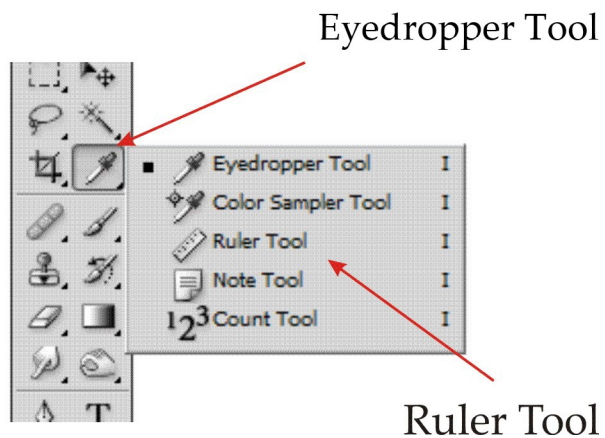 Eyedropper Tool
Eyedropper Tool I
Color Sampler Tool I
Ruler Tool I
Note Tool I
123 Count Tool I
T
Ruler Tool